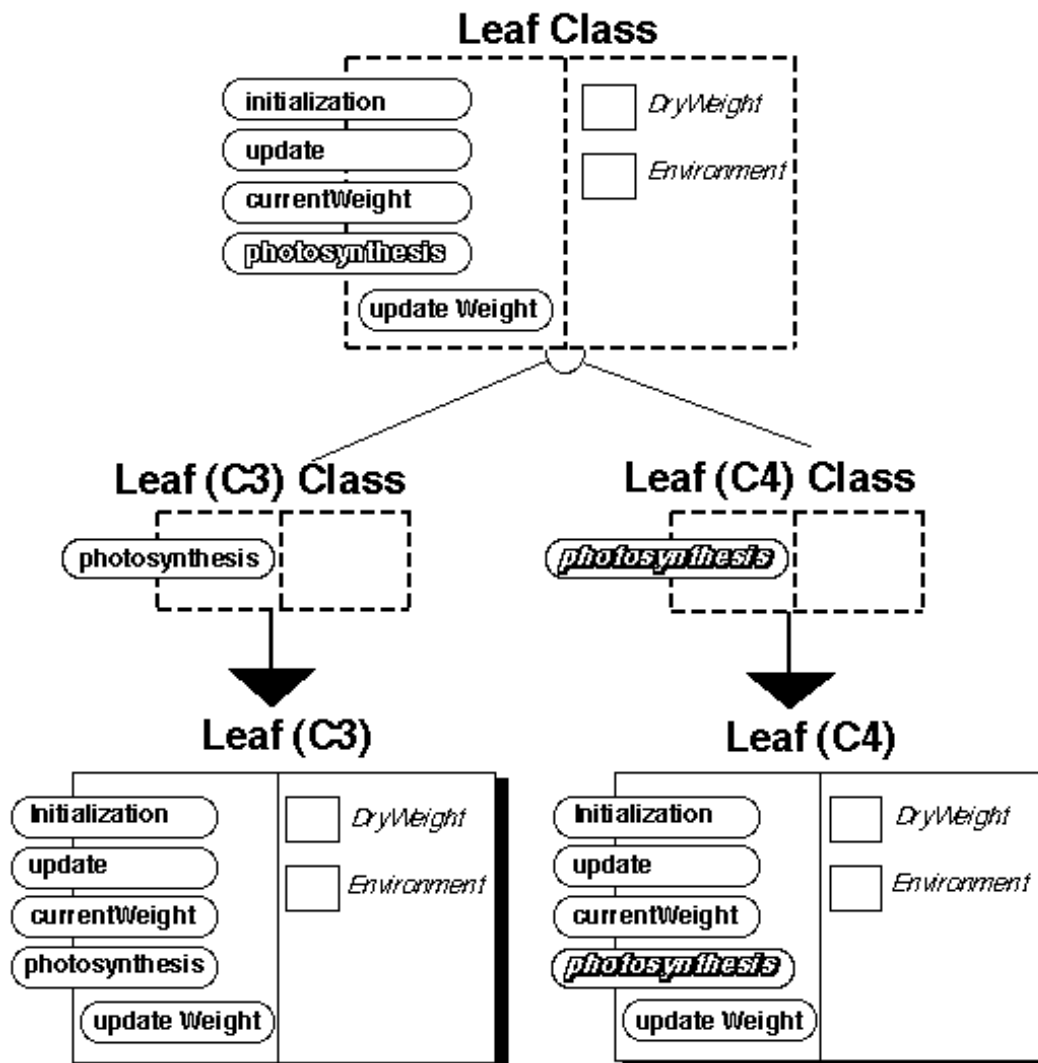 Leaf Class
initialization
DryWeight
update
Environment
currentWeight
photosynthesis
update Weight
Leaf (C3) Class
Leaf (C4) Class
photosynthesis
photosynthesis
Leaf (C3)
Leaf (C4)
Initialization
DryWeight
update
Environment
currentWeight
photosynthesis
update Weight
Initialization
DryWeight
update
Environment
currentWeight
photosynthesis
update Weight